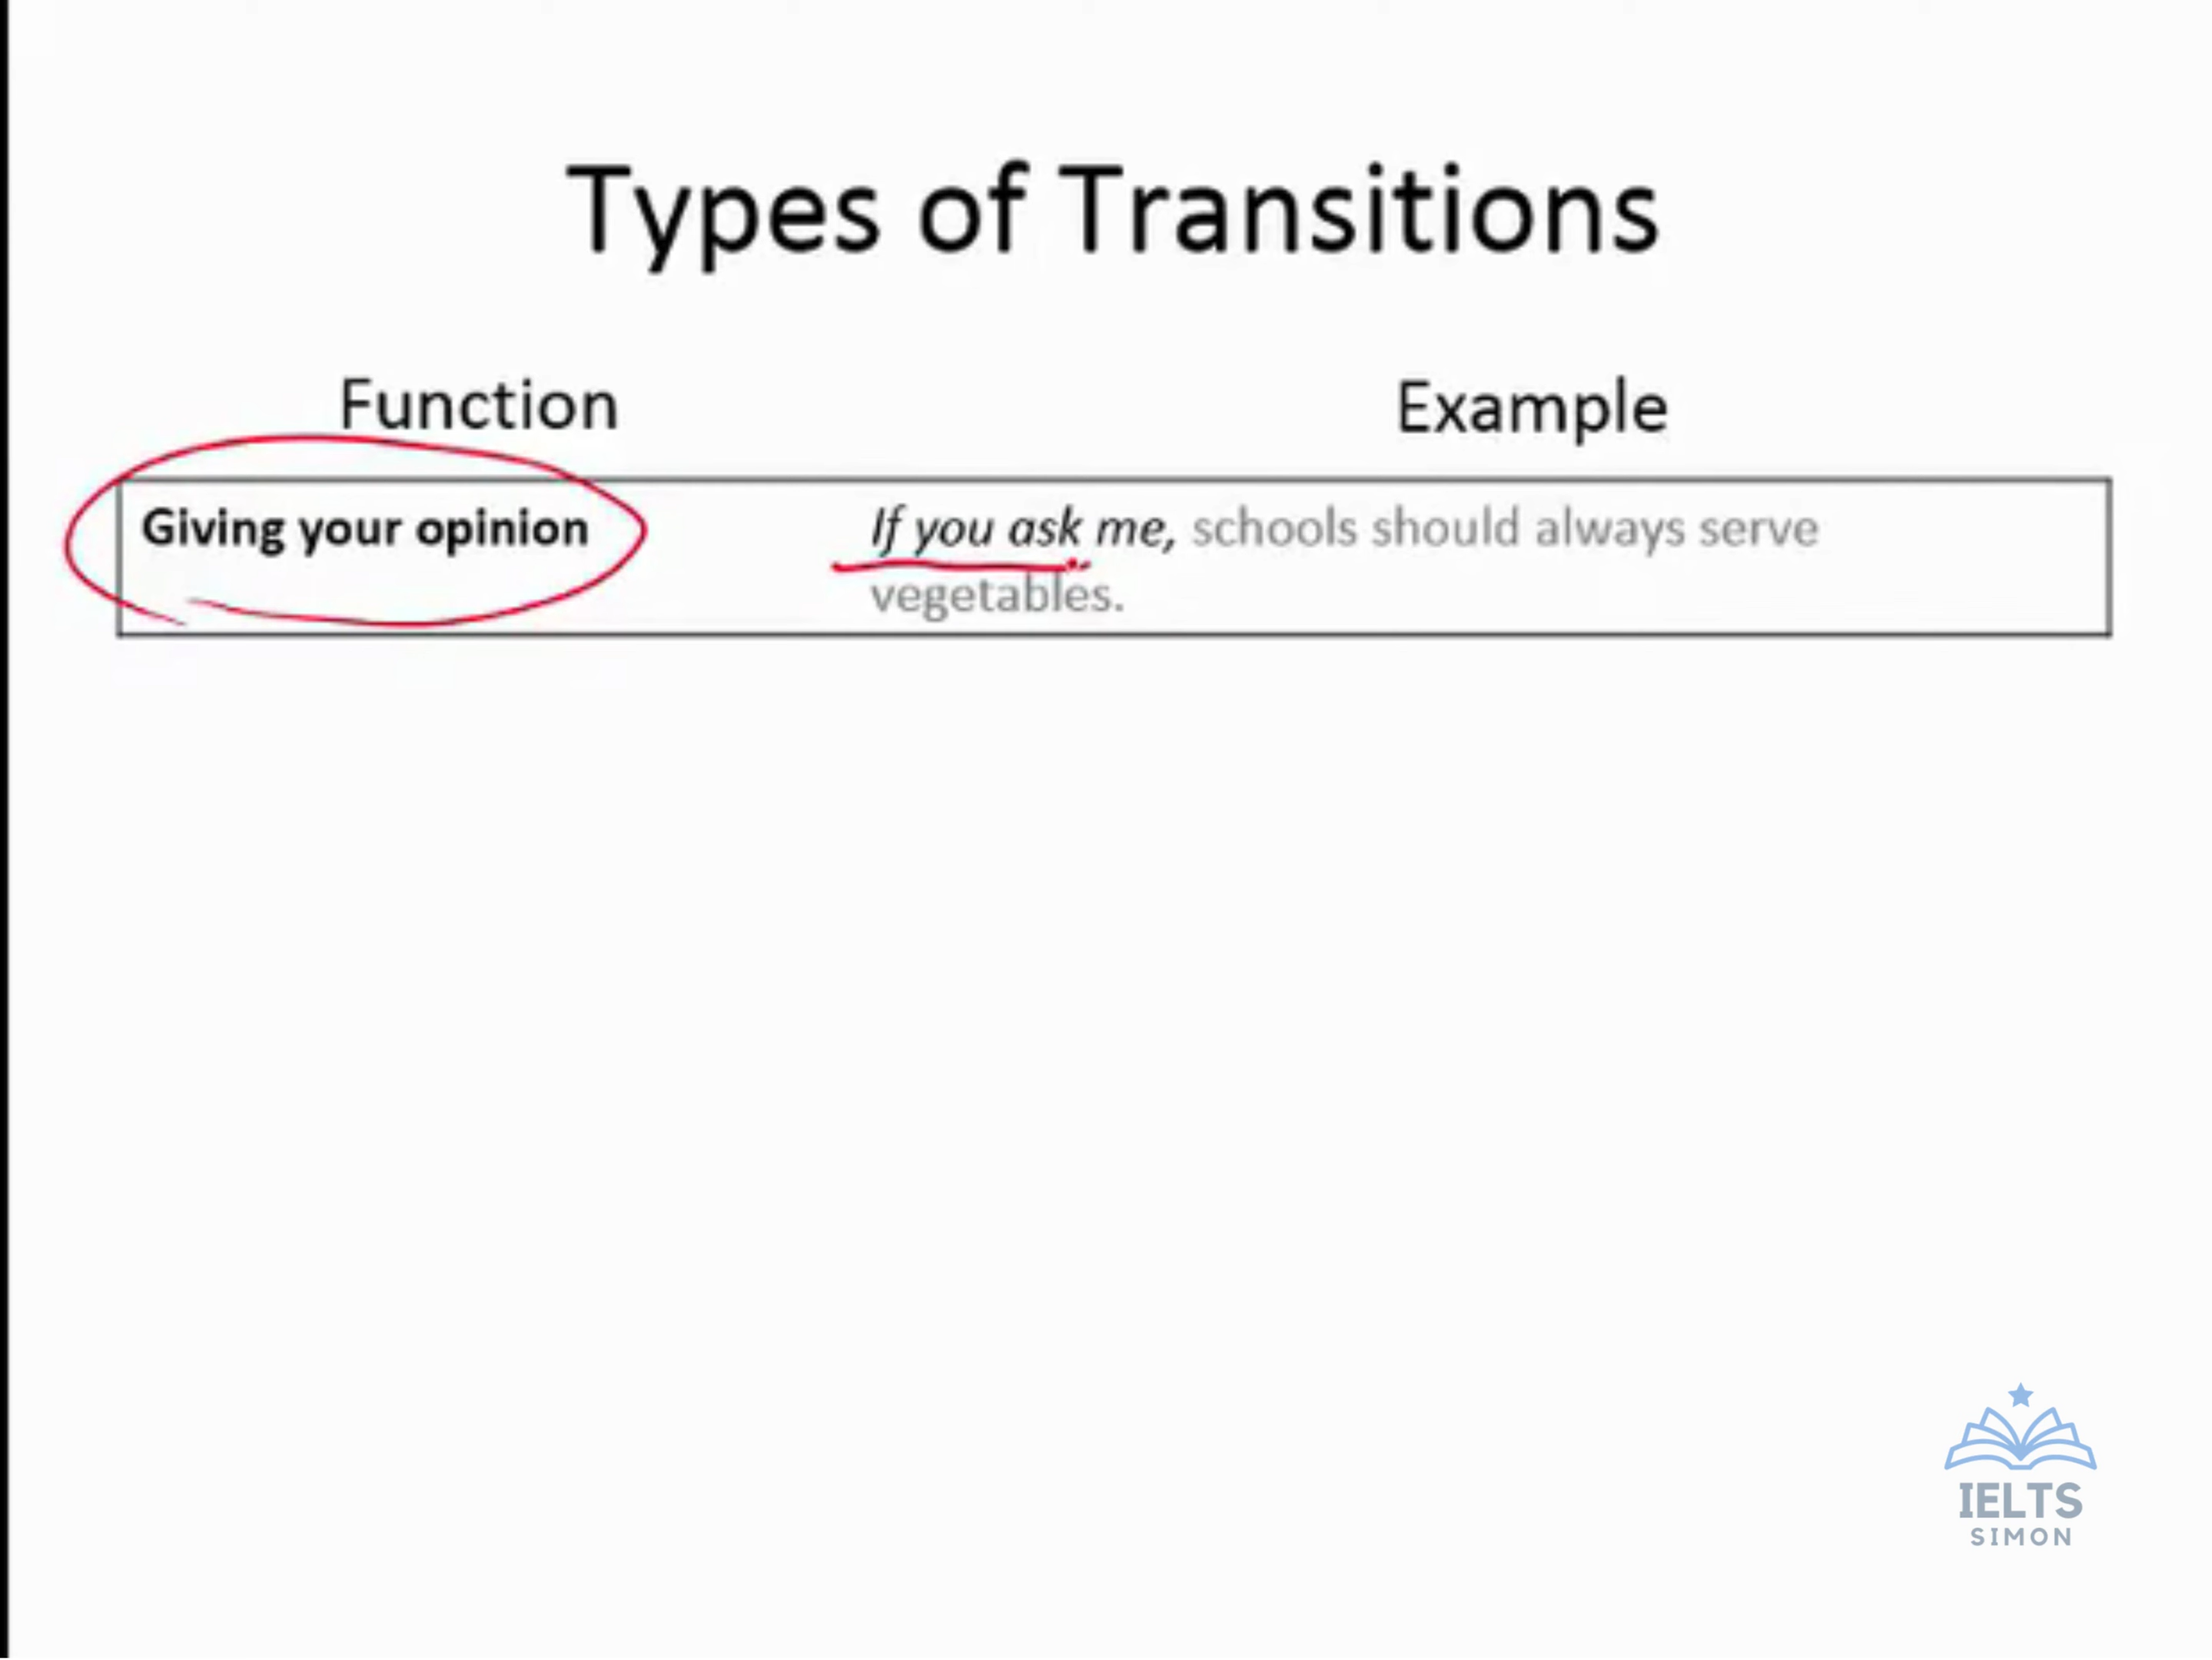 Types of Transitions
Function
Example
Giving your opinion
If you ask me, schools should always serve
vegetables.
IELTS
SIMON